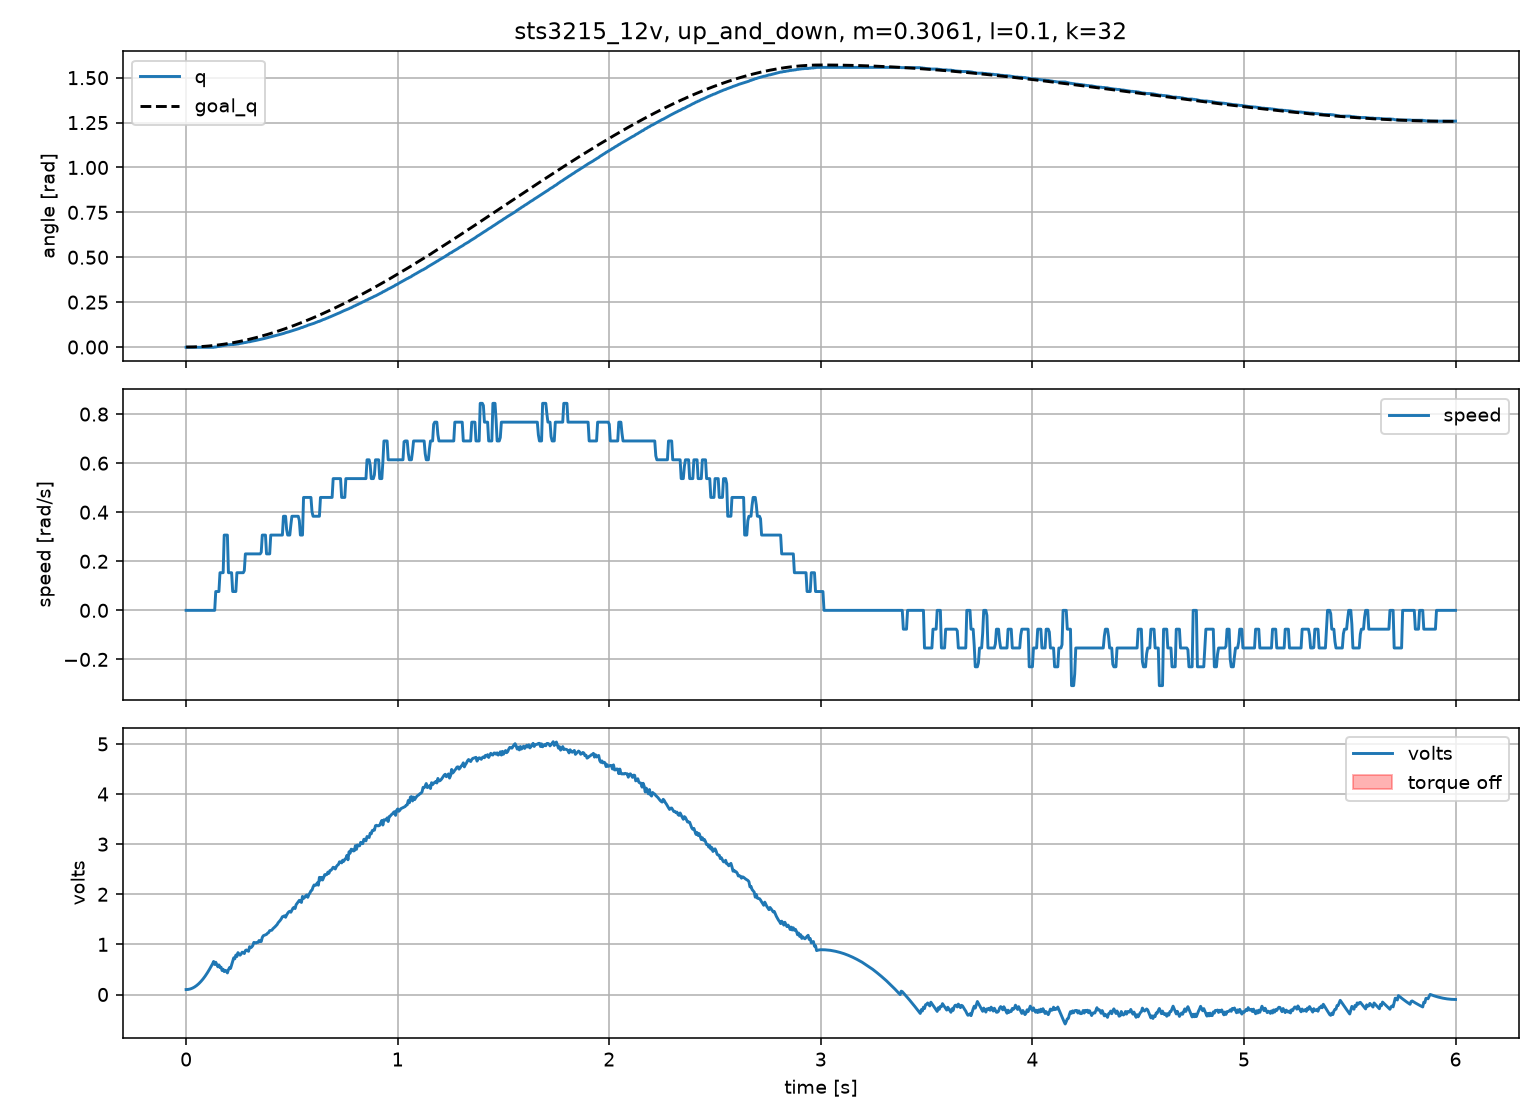 sts3215_12v, up_and_down, m=0.3061, l=0.1, k=32
q
goal_q
angle [rad]
1.50
1.25
1.00
0.75
0.50
0.25
0.00
speed
speed [rad/s]
0.8
0.6
0.4
0.2
0.0
−0.2
volts
torque off
volts
5
4
3
2
1
0
0 1 2 3 4 5 6
time [s]